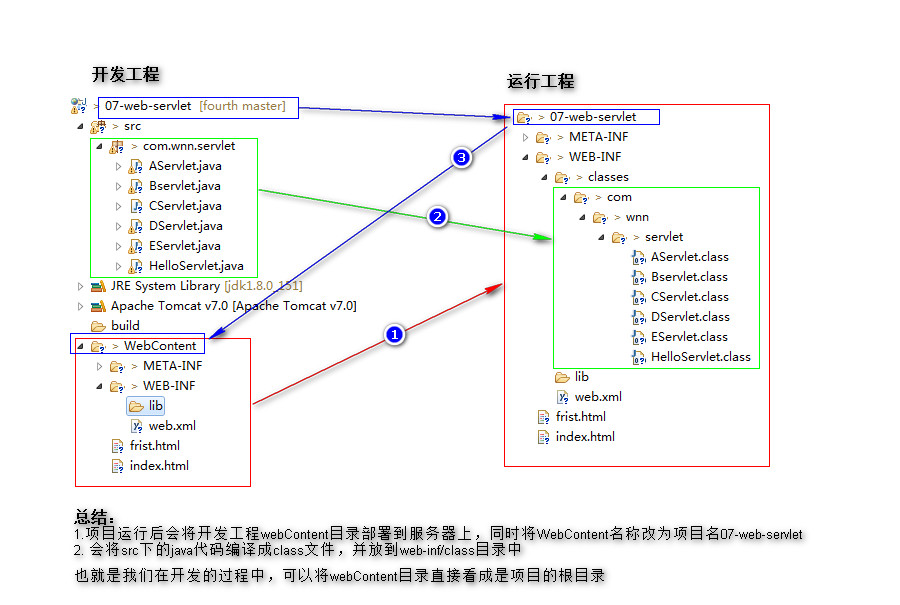 开发工程
> 07-web-servlet [fourth master]
> src
> com.wnn.servlet
> AServlet.java
> Bservlet.java
> CServlet.java
> DServlet.java
> EServlet.java
> HelloServlet.java
JRE System Library [jdk1.8.0_151]
Apache Tomcat v7.0 [Apache Tomcat v7.0]
build
> WebContent
> META-INF
> WEB-INF
lib
web.xml
frist.html
index.html
3
2
1
运行工程
> 07-web-servlet
> META-INF
> WEB-INF
> classes
> com
> wnn
> servlet
AServlet.class
Bservlet.class
CServlet.class
DServlet.class
EServlet.class
HelloServlet.class
lib
web.xml
frist.html
index.html
总结:
1.项目运行后会将开发工程webContent目录部署到服务器上，同时将WebContent名称改为项目名07-web-servlet
2. 会将src下的java代码编译成class文件，并放到web-inf/class目录中
也就是我们在开发的过程中，可以将webContent目录直接看成是项目的根目录